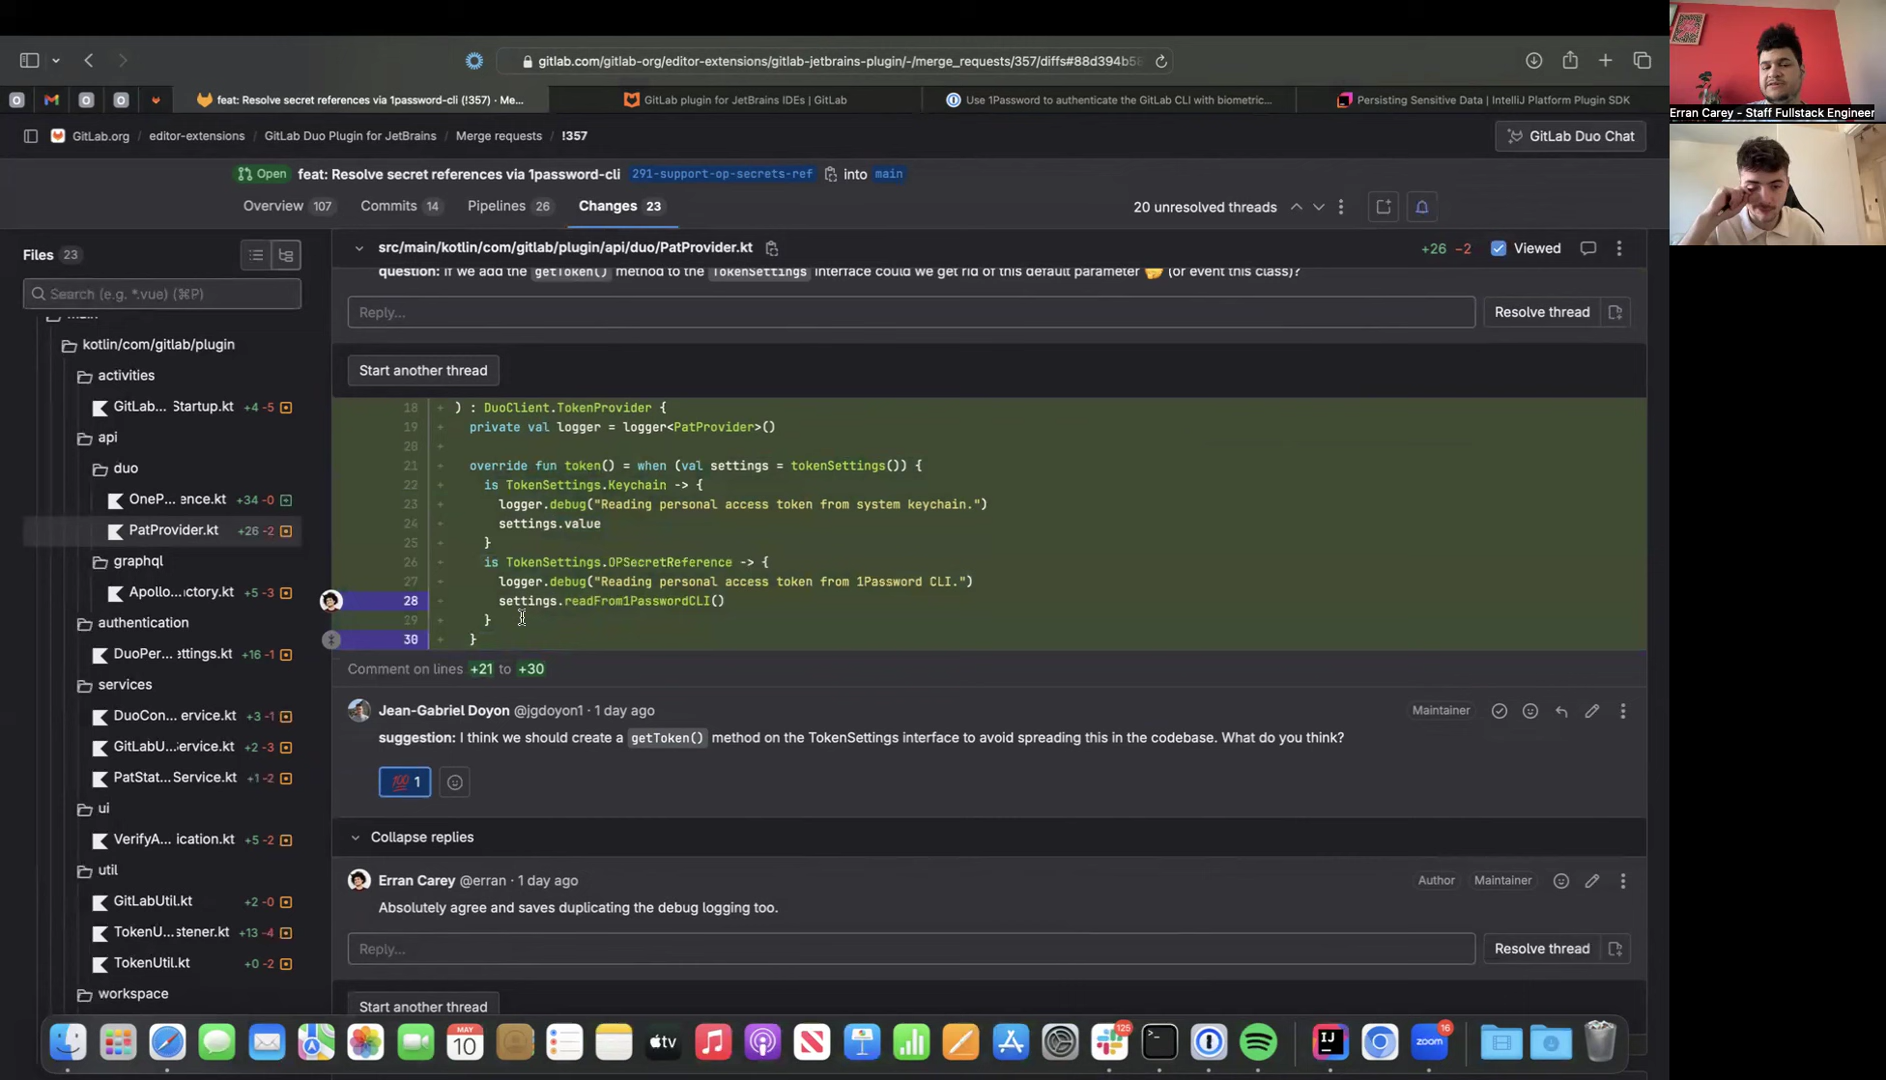 gitlab.com/gitlab-org/editor-extensions/gitlab-jetbrains-plugin/-/merge_requests/357/diffs#88d394b58
feat: Resolve secret references via 1password-cli (!357) · Me...
GitLab plugin for JetBrains IDEs | GitLab
Use 1Password to authenticate the GitLab CLI with biometric...
Persisting Sensitive Data | IntelliJ Platform Plugin SDK
Erran Carey - Staff Fullstack Engineer
GitLab.org / editor-extensions / GitLab Duo Plugin for JetBrains / Merge requests / !357
GitLab Duo Chat
Open feat: Resolve secret references via 1password-cli 291-support-op-secrets-ref into main
Overview 107 Commits 14 Pipelines 26 Changes 23
20 unresolved threads
Files 23
Search (e.g. *.vue) (⌘P)
main
kotlin/com/gitlab/plugin
activities
GitLab... Startup.kt +4 -5
api
duo
OneP... ence.kt +34 -0
PatProvider.kt +26 -2
graphql
Apollo...ctory.kt +5 -3
authentication
DuoPer...ettings.kt +16 -1
services
DuoCon...ervice.kt +3 -1
GitLabU...Service.kt +2 -3
PatStat...Service.kt +1 -2
ui
VerifyA...ication.kt +5 -2
util
GitLabUtil.kt +2 -0
TokenU...stener.kt +13 -4
TokenUtil.kt +0 -2
workspace
src/main/kotlin/com/gitlab/plugin/api/duo/PatProvider.kt
+26 -2 Viewed
question: If we add the getToken() method to the TokenSettings interface could we get rid of this default parameter 🤔 (or event this class)?
Reply...
Resolve thread
Start another thread
18 + ) : DuoClient.TokenProvider {
19 + private val logger = logger<PatProvider>()
20 +
21 + override fun token() = when (val settings = tokenSettings()) {
22 + is TokenSettings.Keychain -> {
23 + logger.debug("Reading personal access token from system keychain.")
24 + settings.value
25 + }
26 + is TokenSettings.OPSecretReference -> {
27 + logger.debug("Reading personal access token from 1Password CLI.")
28 + settings.readFrom1PasswordCLI()
29 + }
30 + }
Comment on lines +21 to +30
Jean-Gabriel Doyon @jgdoyon1 · 1 day ago
Maintainer
suggestion: I think we should create a getToken() method on the TokenSettings interface to avoid spreading this in the codebase. What do you think?
💯 1
Collapse replies
Erran Carey @erran · 1 day ago
Author Maintainer
Absolutely agree and saves duplicating the debug logging too.
Reply...
Resolve thread
Start another thread
MAY
10
tv
125
IJ
zoom
16